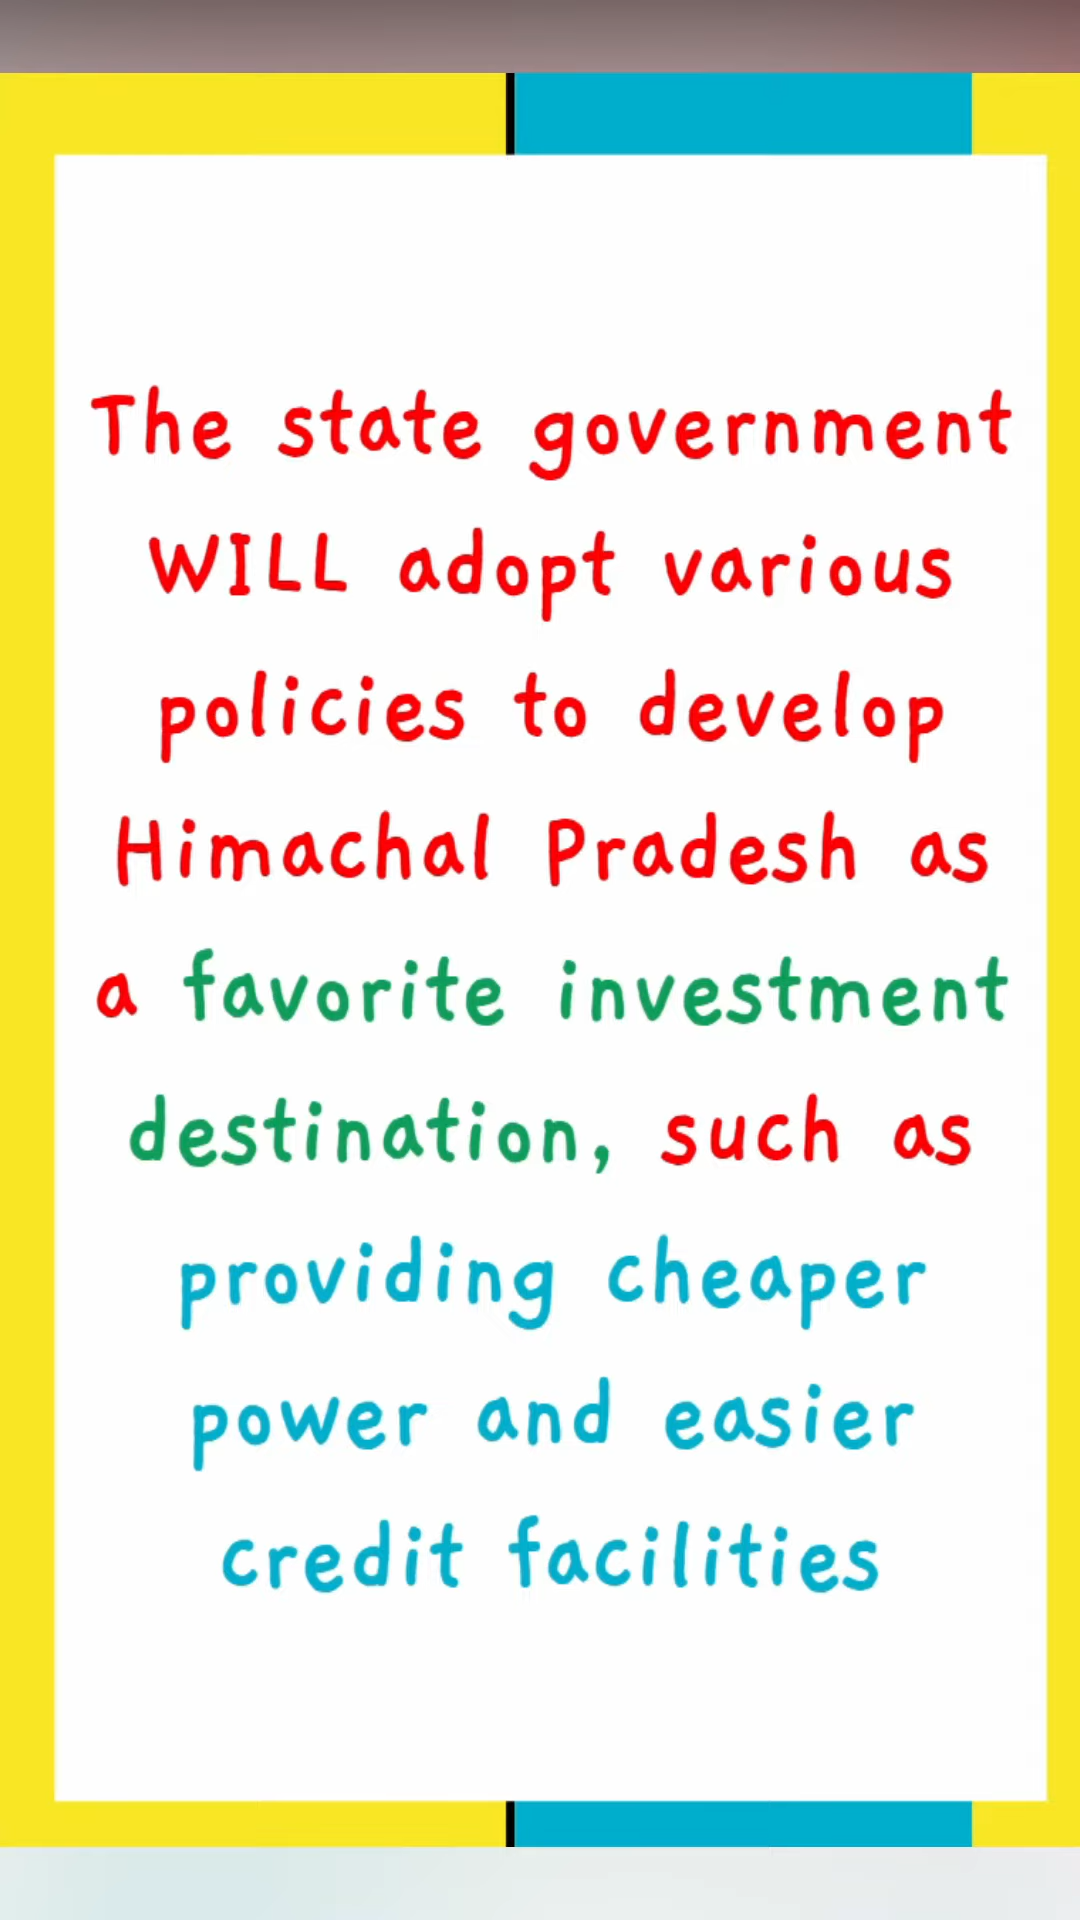 The state government
WILL adopt various
policies to develop
Himachal Pradesh as
a favorite investment
destination, such as
providing cheaper
power and easier
credit facilities